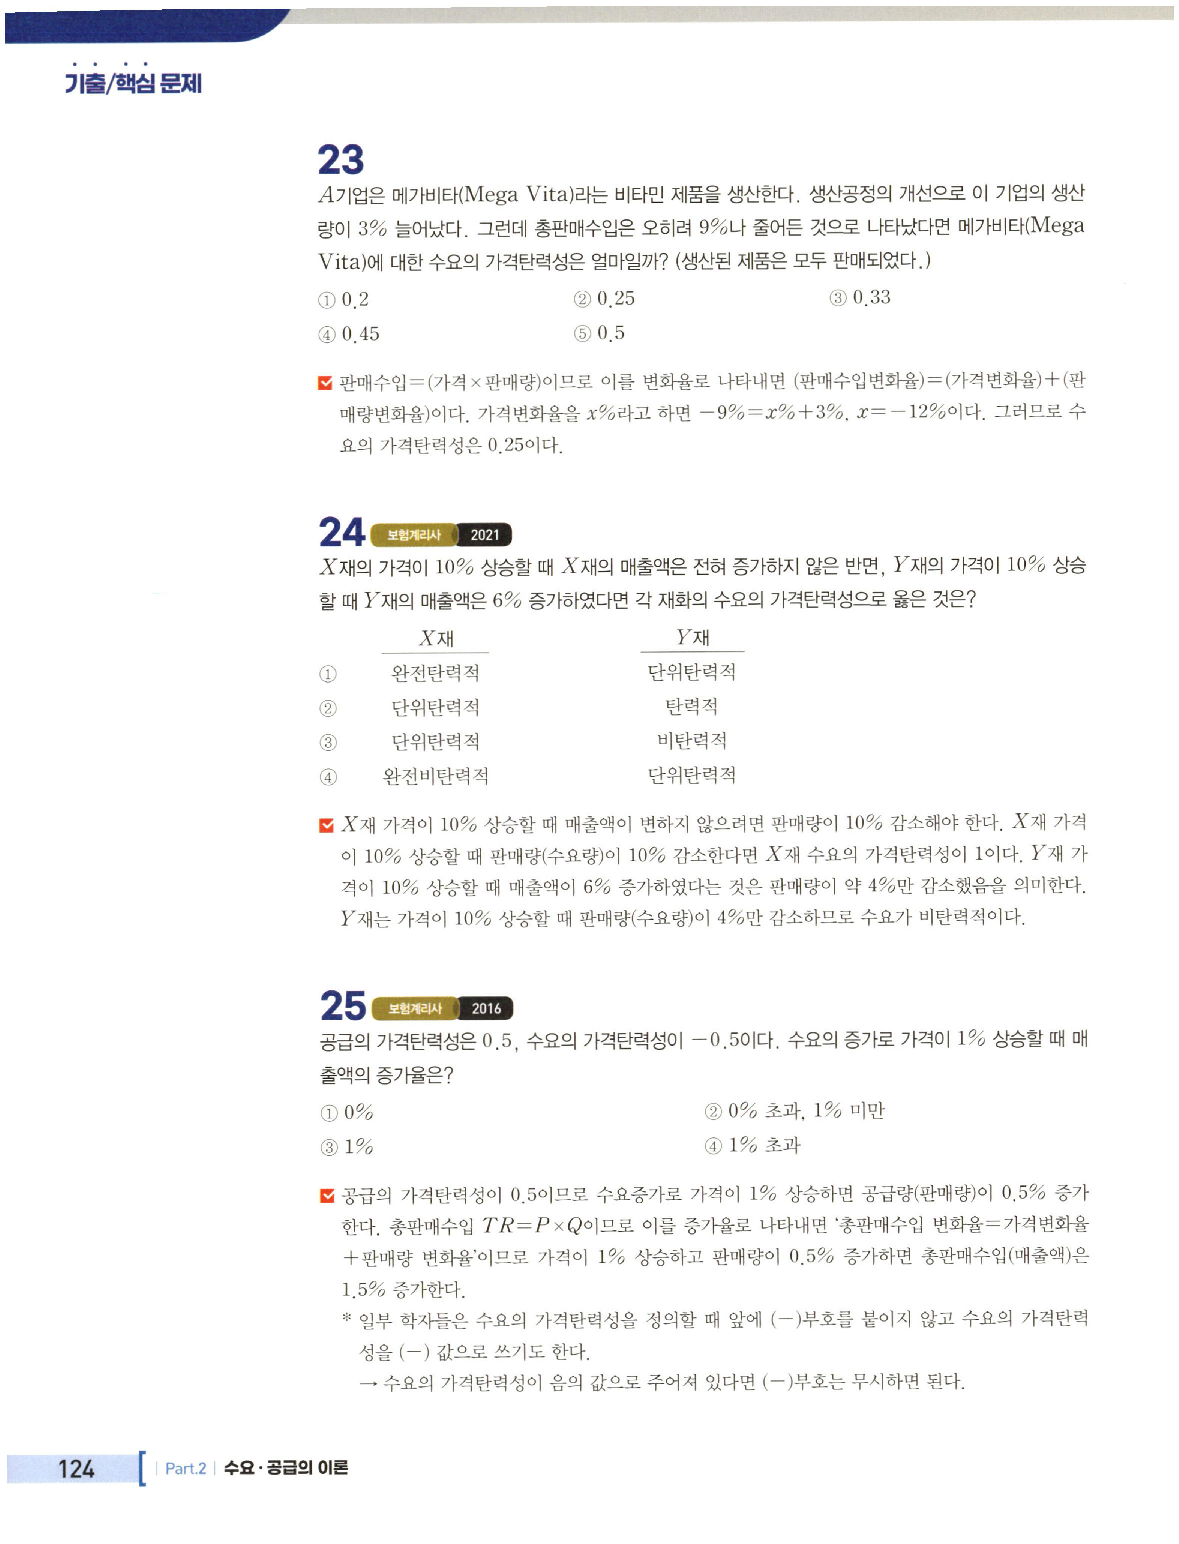 기출/핵심 문제
23
A기업은 메가비타(Mega Vita)라는 비타민 제품을 생산한다. 생산공정의 개선으로 이 기업의 생산
량이 3% 늘어났다. 그런데 총판매수입은 오히려 9%나 줄어든 것으로 나타났다면 메가비타(Mega
Vita)에 대한 수요의 가격탄력성은 얼마일까? (생산된 제품은 모두 판매되었다.)
① 0.2 ② 0.25 ③ 0.33
④ 0.45 ⑤ 0.5
판매수입=(가격×판매량)이므로 이를 변화율로 나타내면 (판매수입변화율)=(가격변화율)+(판
매량변화율)이다. 가격변화율을 x%라고 하면 -9%=x%+3%, x=-12%이다. 그러므로 수
요의 가격탄력성은 0.25이다.
24 보험계리사 2021
X재의 가격이 10% 상승할 때 X재의 매출액은 전혀 증가하지 않은 반면, Y재의 가격이 10% 상승
할 때 Y재의 매출액은 6% 증가하였다면 각 재화의 수요의 가격탄력성으로 옳은 것은?
X재 Y재
① 완전탄력적 단위탄력적
② 단위탄력적 탄력적
③ 단위탄력적 비탄력적
④ 완전비탄력적 단위탄력적
X재 가격이 10% 상승할 때 매출액이 변하지 않으려면 판매량이 10% 감소해야 한다. X재 가격
이 10% 상승할 때 판매량(수요량)이 10% 감소한다면 X재 수요의 가격탄력성이 1이다. Y재 가
격이 10% 상승할 때 매출액이 6% 증가하였다는 것은 판매량이 약 4%만 감소했음을 의미한다.
Y재는 가격이 10% 상승할 때 판매량(수요량)이 4%만 감소하므로 수요가 비탄력적이다.
25 보험계리사 2016
공급의 가격탄력성은 0.5, 수요의 가격탄력성이 -0.5이다. 수요의 증가로 가격이 1% 상승할 때 매
출액의 증가율은?
① 0% ② 0% 초과, 1% 미만
③ 1% ④ 1% 초과
공급의 가격탄력성이 0.5이므로 수요증가로 가격이 1% 상승하면 공급량(판매량)이 0.5% 증가
한다. 총판매수입 TR=P×Q이므로 이를 증가율로 나타내면 '총판매수입 변화율=가격변화율
+판매량 변화율'이므로 가격이 1% 상승하고 판매량이 0.5% 증가하면 총판매수입(매출액)은
1.5% 증가한다.
* 일부 학자들은 수요의 가격탄력성을 정의할 때 앞에 (-)부호를 붙이지 않고 수요의 가격탄력
성을 (-) 값으로 쓰기도 한다.
→ 수요의 가격탄력성이 음의 값으로 주어져 있다면 (-)부호는 무시하면 된다.
124 | Part.2 | 수요·공급의 이론